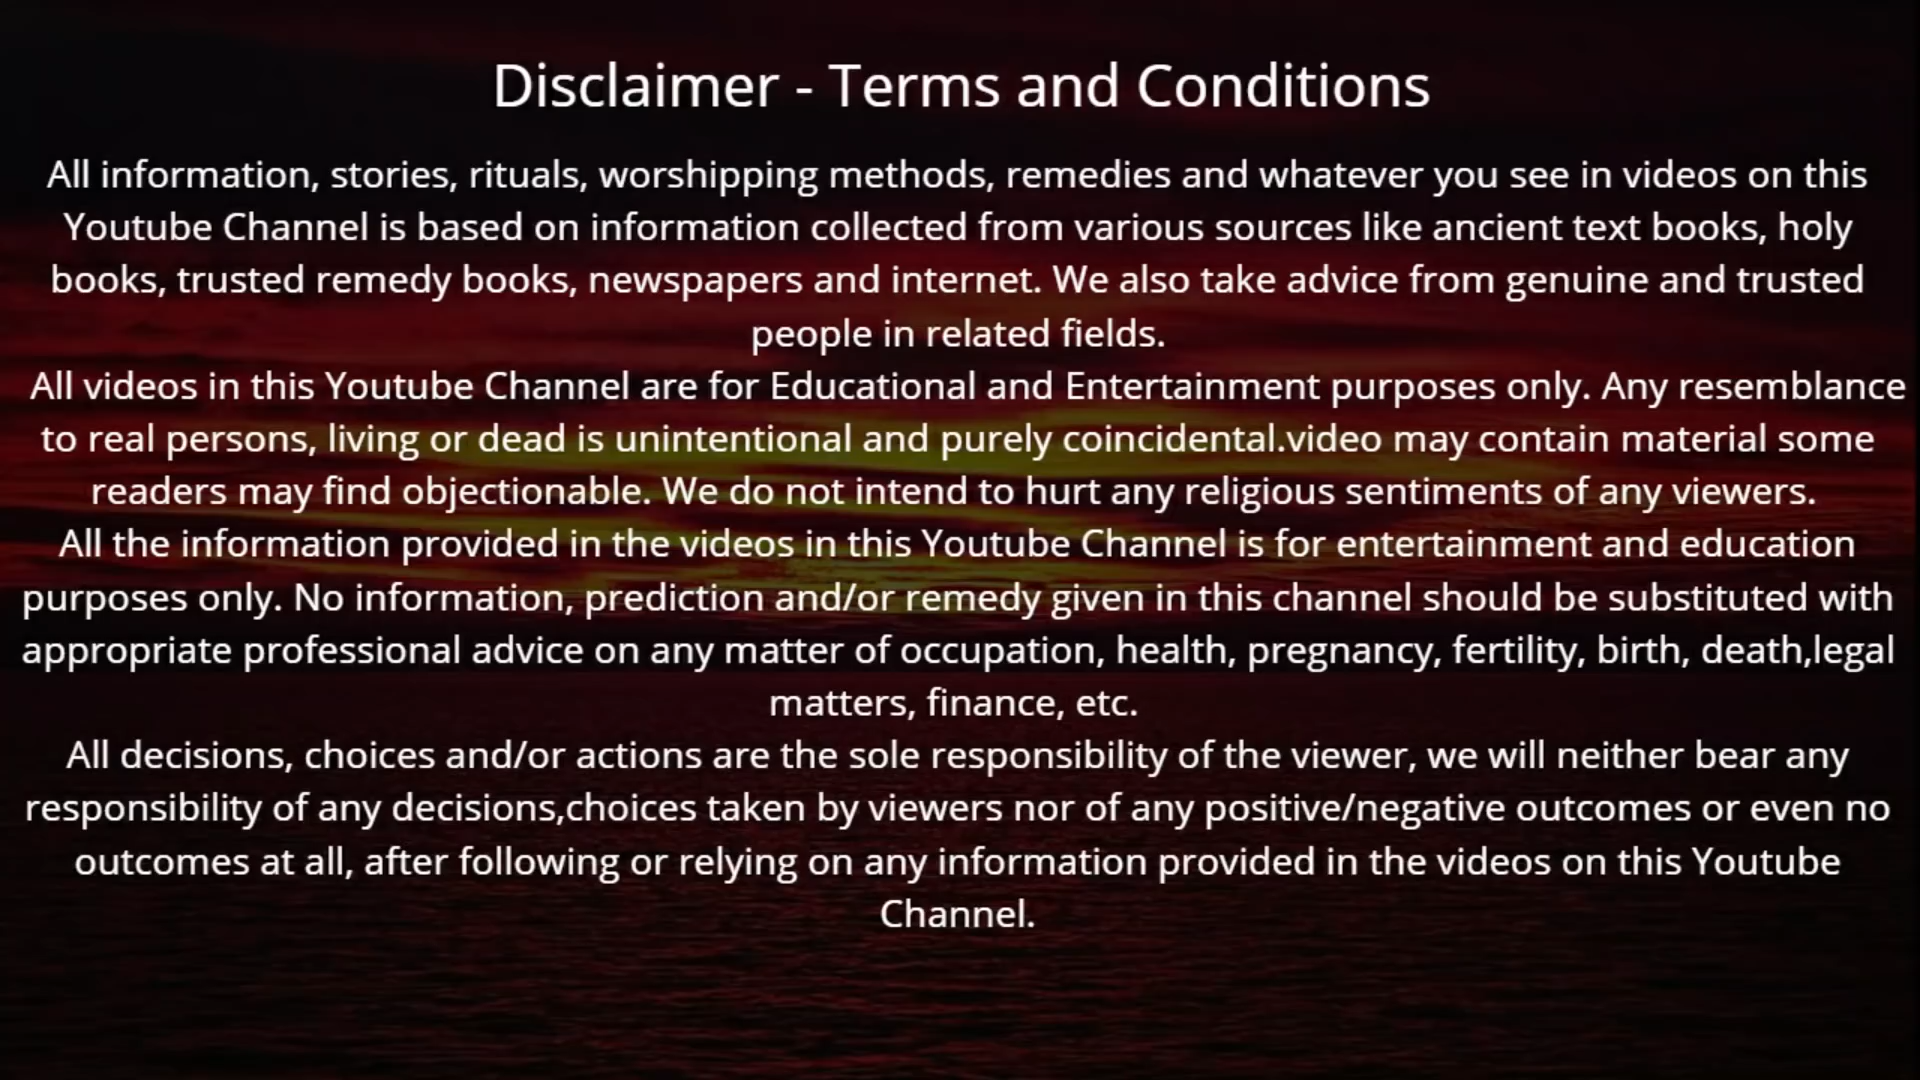 Disclaimer - Terms and Conditions
All information, stories, rituals, worshipping methods, remedies and whatever you see in videos on this
Youtube Channel is based on information collected from various sources like ancient text books, holy
books, trusted remedy books, newspapers and internet. We also take advice from genuine and trusted
people in related fields.
All videos in this Youtube Channel are for Educational and Entertainment purposes only. Any resemblance
to real persons, living or dead is unintentional and purely coincidental.video may contain material some
readers may find objectionable. We do not intend to hurt any religious sentiments of any viewers.
All the information provided in the videos in this Youtube Channel is for entertainment and education
purposes only. No information, prediction and/or remedy given in this channel should be substituted with
appropriate professional advice on any matter of occupation, health, pregnancy, fertility, birth, death,legal
matters, finance, etc.
All decisions, choices and/or actions are the sole responsibility of the viewer, we will neither bear any
responsibility of any decisions,choices taken by viewers nor of any positive/negative outcomes or even no
outcomes at all, after following or relying on any information provided in the videos on this Youtube
Channel.